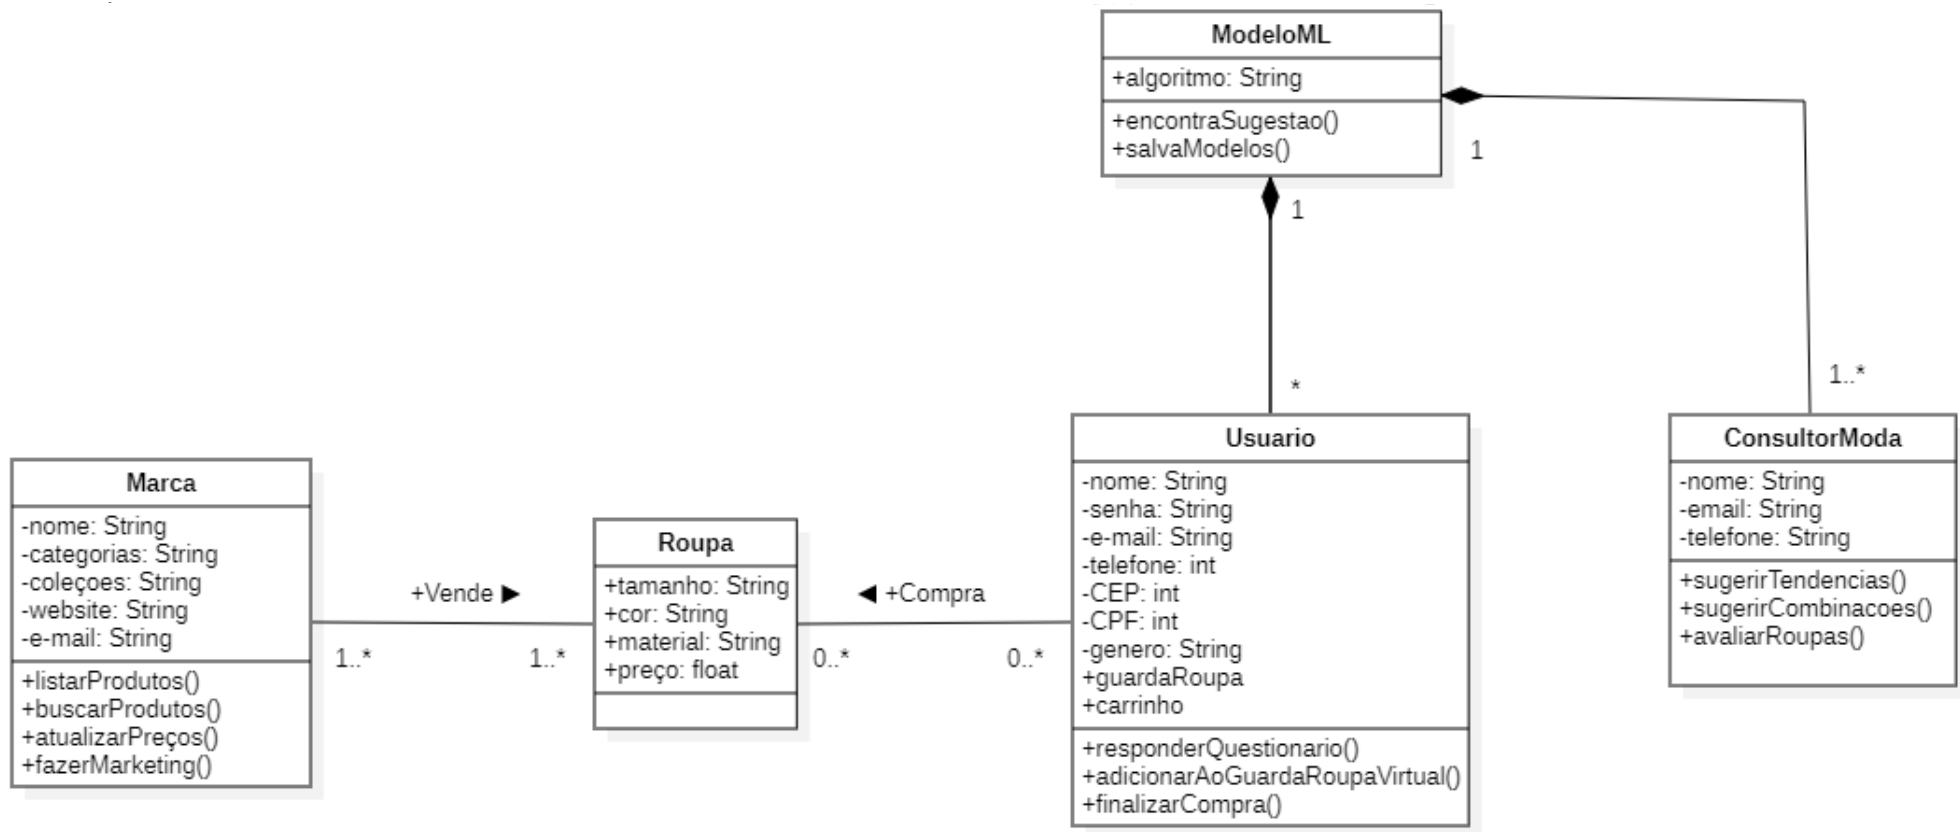 ModeloML
+algoritmo: String
+encontraSugestao()
+salvaModelos()
1
1
*
1..*
Marca
-nome: String
-categorias: String
-coleçoes: String
-website: String
-e-mail: String
+listarProdutos()
+buscarProdutos()
+atualizarPreços()
+fazerMarketing()
+Vende ▶
1..*
1..*
Roupa
+tamanho: String
+cor: String
+material: String
+preço: float
◀ +Compra
0..*
0..*
Usuario
-nome: String
-senha: String
-e-mail: String
-telefone: int
-CEP: int
-CPF: int
-genero: String
+guardaRoupa
+carrinho
+responderQuestionario()
+adicionarAoGuardaRoupaVirtual()
+finalizarCompra()
ConsultorModa
-nome: String
-email: String
-telefone: String
+sugerirTendencias()
+sugerirCombinacoes()
+avaliarRoupas()